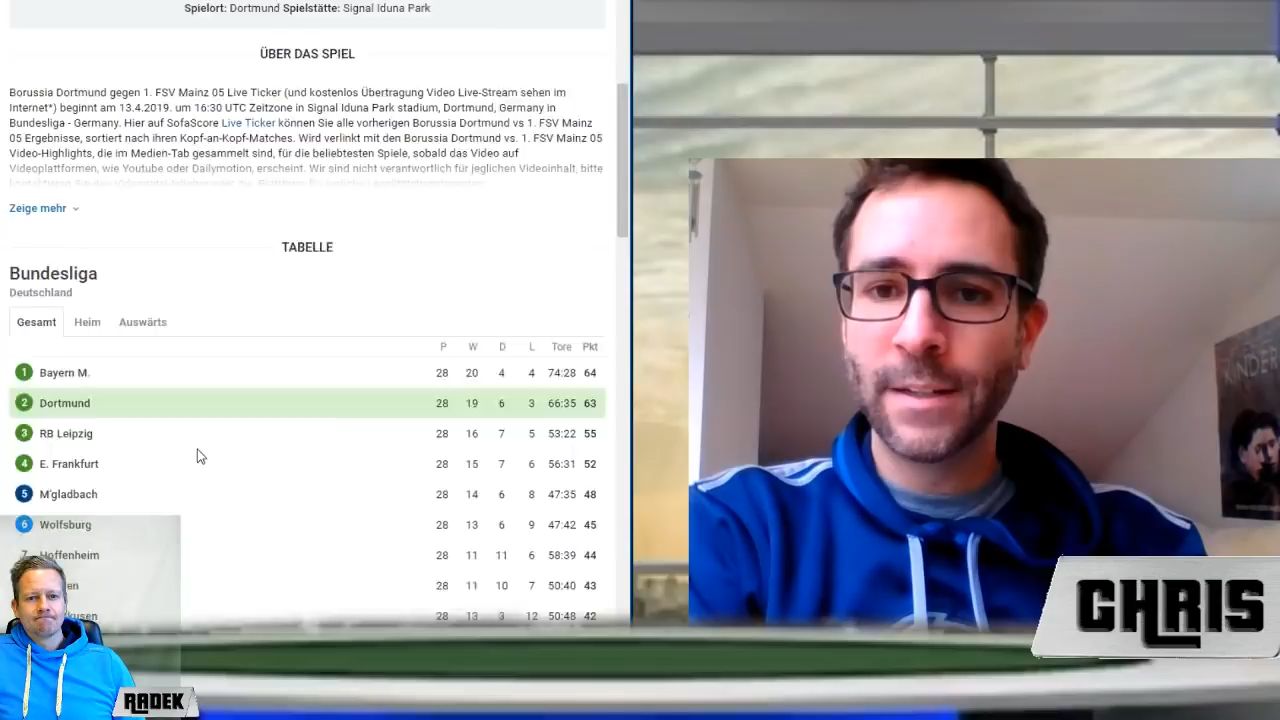 Spielort: Dortmund Spielstätte: Signal Iduna Park
ÜBER DAS SPIEL
Borussia Dortmund gegen 1. FSV Mainz 05 Live Ticker (und kostenlos Übertragung Video Live-Stream sehen im
Internet*) beginnt am 13.4.2019. um 16:30 UTC Zeitzone in Signal Iduna Park stadium, Dortmund, Germany in
Bundesliga - Germany. Hier auf SofaScore Live Ticker können Sie alle vorherigen Borussia Dortmund vs 1. FSV Mainz
05 Ergebnisse, sortiert nach ihren Kopf-an-Kopf-Matches. Wird verlinkt mit den Borussia Dortmund vs. 1. FSV Mainz 05
Video-Highlights, die im Medien-Tab gesammelt sind, für die beliebtesten Spiele, sobald das Video auf
Videoplattformen, wie Youtube oder Dailymotion, erscheint. Wir sind nicht verantwortlich für jeglichen Videoinhalt, bitte
Zeige mehr
TABELLE
Bundesliga
Deutschland
Gesamt Heim Auswärts
P W D L Tore Pkt
1 Bayern M. 28 20 4 4 74:28 64
2 Dortmund 28 19 6 3 66:35 63
3 RB Leipzig 28 16 7 5 53:22 55
4 E. Frankfurt 28 15 7 6 56:31 52
5 M'gladbach 28 14 6 8 47:35 48
6 Wolfsburg 28 13 6 9 47:42 45
7 Hoffenheim 28 11 11 6 58:39 44
28 11 10 7 50:40 43
28 13 3 12 50:48 42
KINDER
CHRIS
RADEK